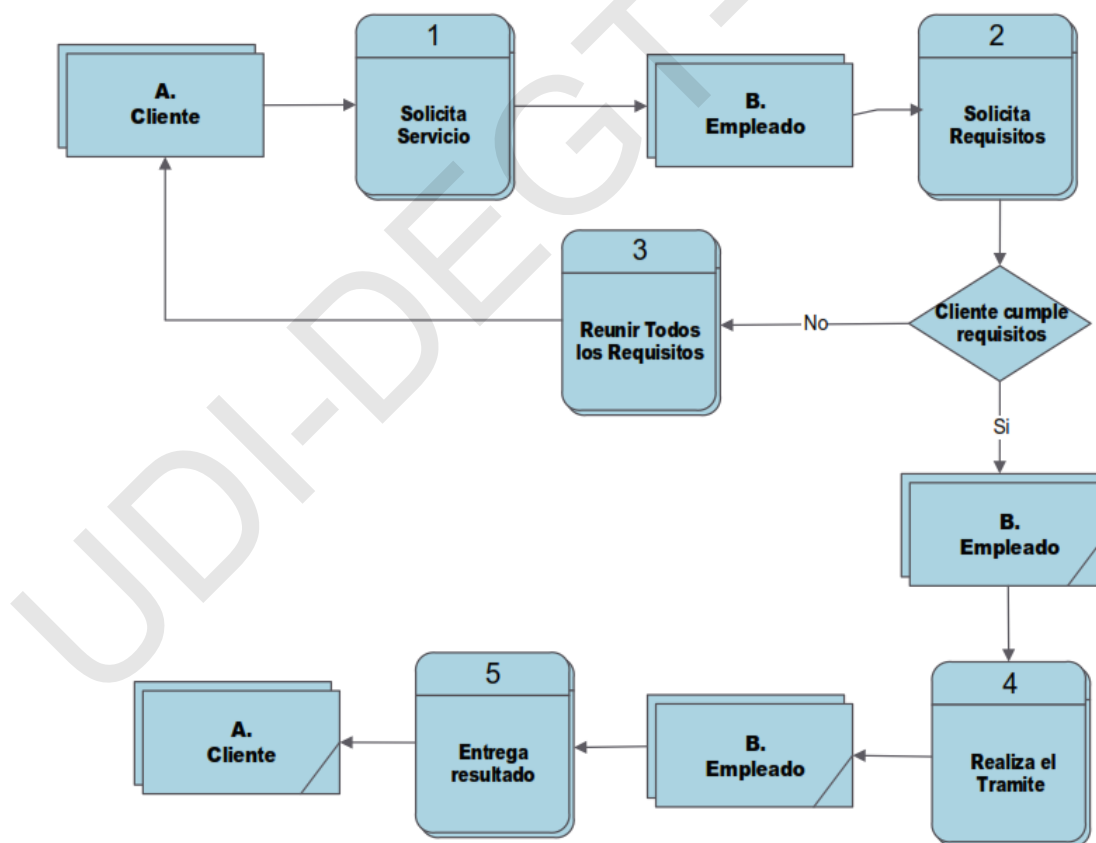 A.
Cliente
1
Solicita
Servicio
B.
Empleado
2
Solicita
Requisitos
3
Reunir Todos
los Requisitos
No
Cliente cumple
requisitos
Si
B.
Empleado
4
Realiza el
Tramite
B.
Empleado
5
Entrega
resultado
A.
Cliente
UDI-DEGT-